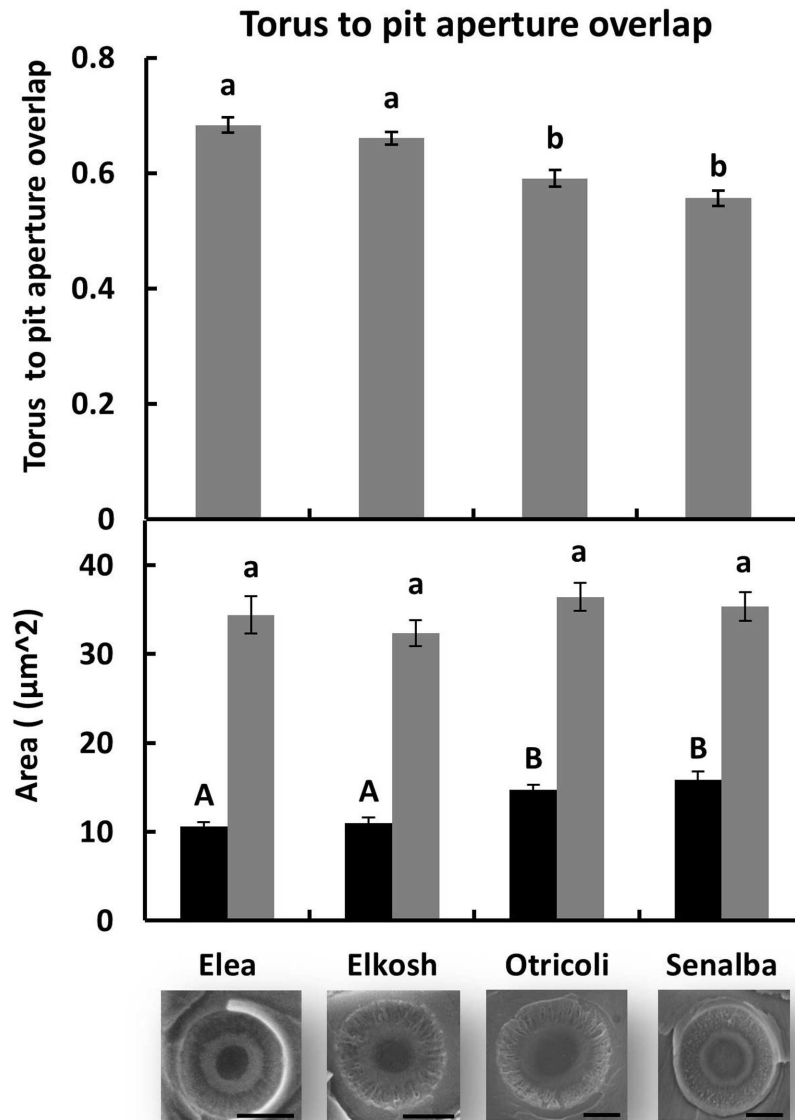 Torus to pit aperture overlap
Torus to pit aperture overlap
0.8
0.6
0.4
0.2
0
a
a
b
b
Area ( (µm^2)
40
30
20
10
0
a
a
a
a
A
A
B
B
Elea
Elkosh
Otricoli
Senalba